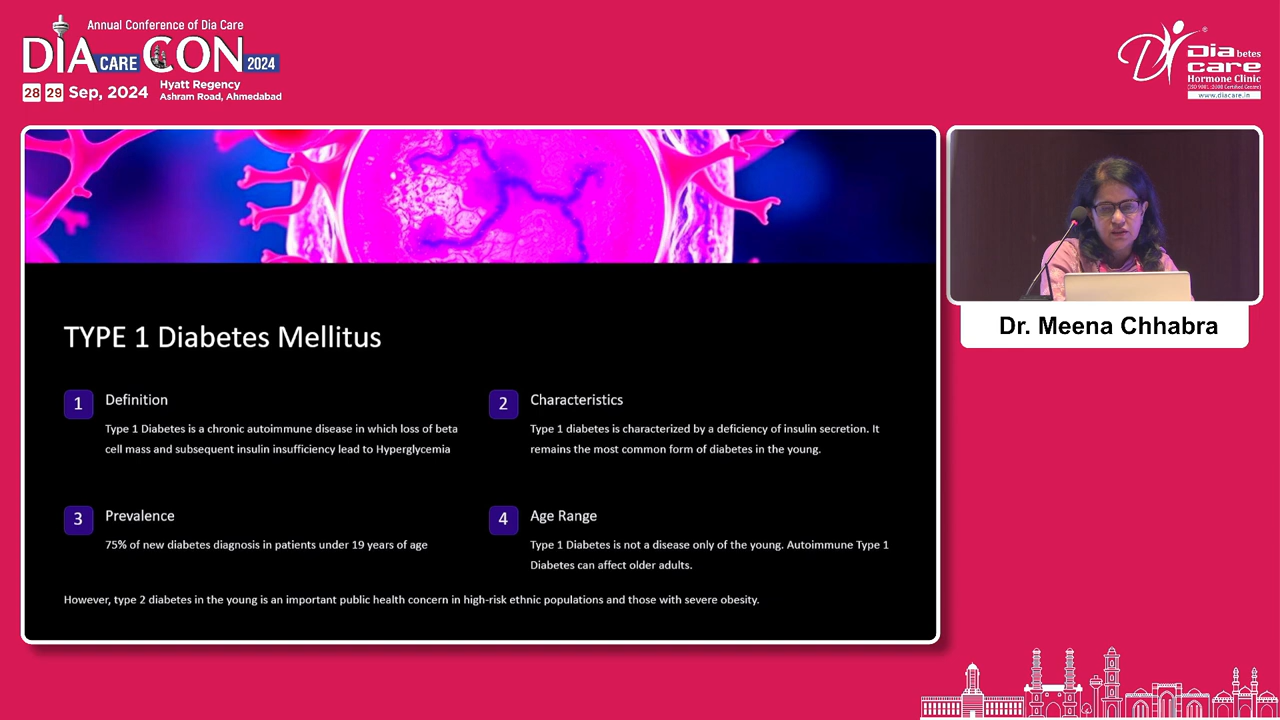 Annual Conference of Dia Care
DIA CARE CON 2024
28 29 Sep, 2024
Hyatt Regency
Ashram Road, Ahmedabad
Diabetes
care
Hormone Clinic
(ISO 9001 :2008 Certified Centre)
www.diacare.in
TYPE 1 Diabetes Mellitus
1 Definition
Type 1 Diabetes is a chronic autoimmune disease in which loss of beta
cell mass and subsequent insulin insufficiency lead to Hyperglycemia
2 Characteristics
Type 1 diabetes is characterized by a deficiency of insulin secretion. It
remains the most common form of diabetes in the young.
3 Prevalence
75% of new diabetes diagnosis in patients under 19 years of age
4 Age Range
Type 1 Diabetes is not a disease only of the young. Autoimmune Type 1
Diabetes can affect older adults.
However, type 2 diabetes in the young is an important public health concern in high-risk ethnic populations and those with severe obesity.
Dr. Meena Chhabra